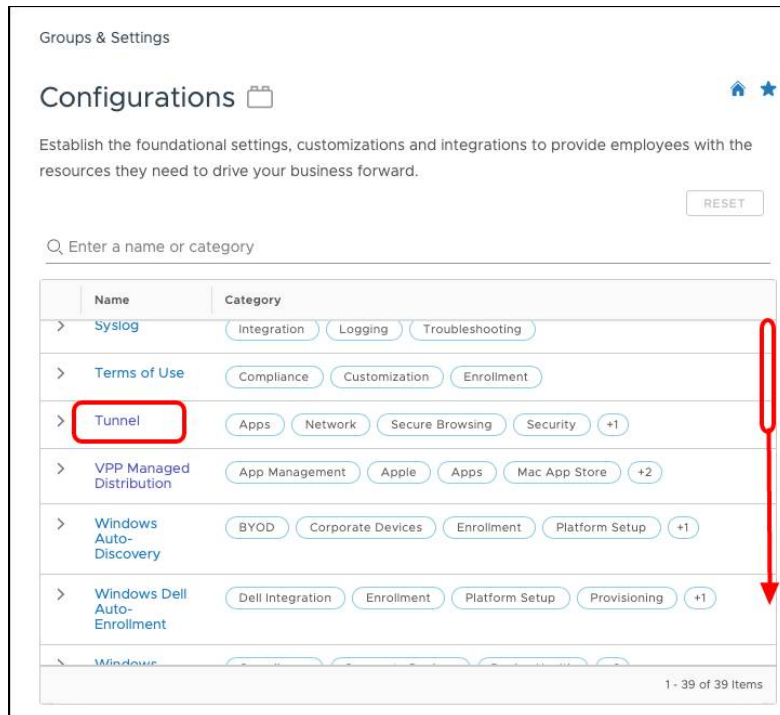 Groups & Settings
Configurations
Establish the foundational settings, customizations and integrations to provide employees with the
resources they need to drive your business forward.
RESET
Enter a name or category
Name Category
Syslog Integration Logging Troubleshooting
Terms of Use Compliance Customization Enrollment
Tunnel Apps Network Secure Browsing Security +1
VPP Managed App Management Apple Apps Mac App Store +2
Distribution
Windows BYOD Corporate Devices Enrollment Platform Setup +1
Auto-
Discovery
Windows Dell Dell Integration Enrollment Platform Setup Provisioning +1
Auto-
Enrollment
Windows
1 - 39 of 39 Items